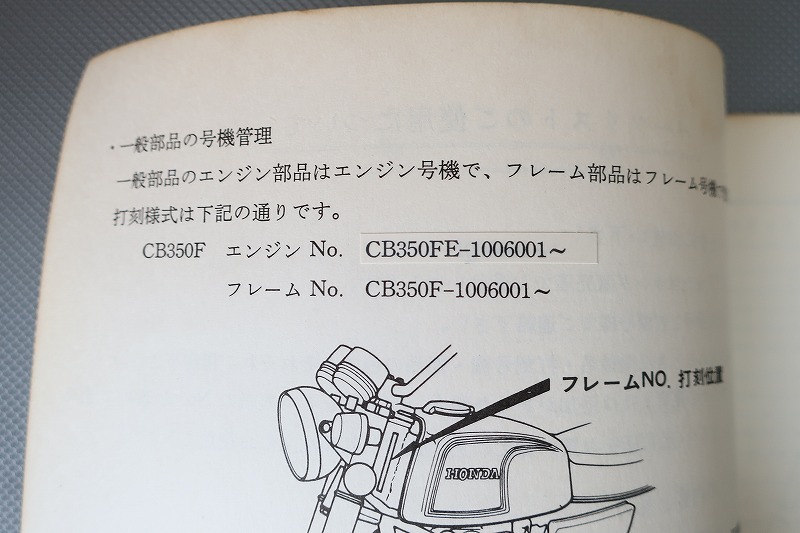 ・一般部品の号機管理
一般部品のエンジン部品はエンジン号機で、フレーム部品はフレーム号機で
打刻様式は下記の通りです。
CB350F エンジン No. CB350FE-1006001～
フレーム No. CB350F-1006001～
フレームNO. 打刻位置
HONDA